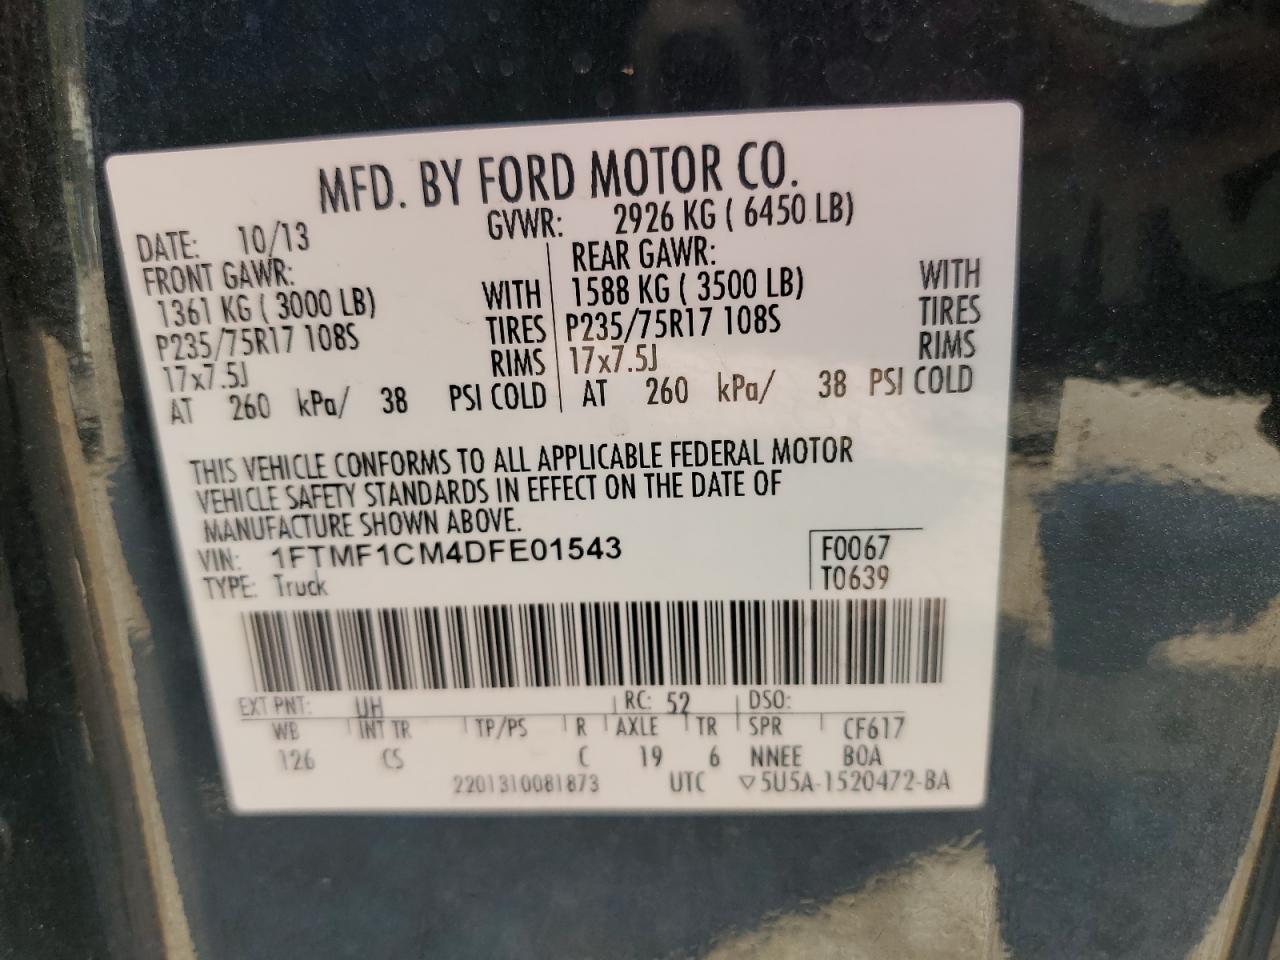 MFD. BY FORD MOTOR CO.
DATE: 10/13 GVWR: 2926 KG ( 6450 LB)
FRONT GAWR: REAR GAWR:
1361 KG ( 3000 LB) WITH 1588 KG ( 3500 LB) WITH
P235/75R17 108S TIRES P235/75R17 108S TIRES
17x7.5J RIMS 17x7.5J RIMS
AT 260 kPa/ 38 PSI COLD AT 260 kPa/ 38 PSI COLD
THIS VEHICLE CONFORMS TO ALL APPLICABLE FEDERAL MOTOR
VEHICLE SAFETY STANDARDS IN EFFECT ON THE DATE OF
MANUFACTURE SHOWN ABOVE.
VIN: 1FTMF1CM4DFE01543 F0067
TYPE: Truck T0639
EXT PNT: UH RC: 52 DSO:
WB INT TR TP/PS R AXLE TR SPR CF617
126 CS C 19 6 NNEE BOA
2201310081873 UTC ▽5U5A-1520472-BA